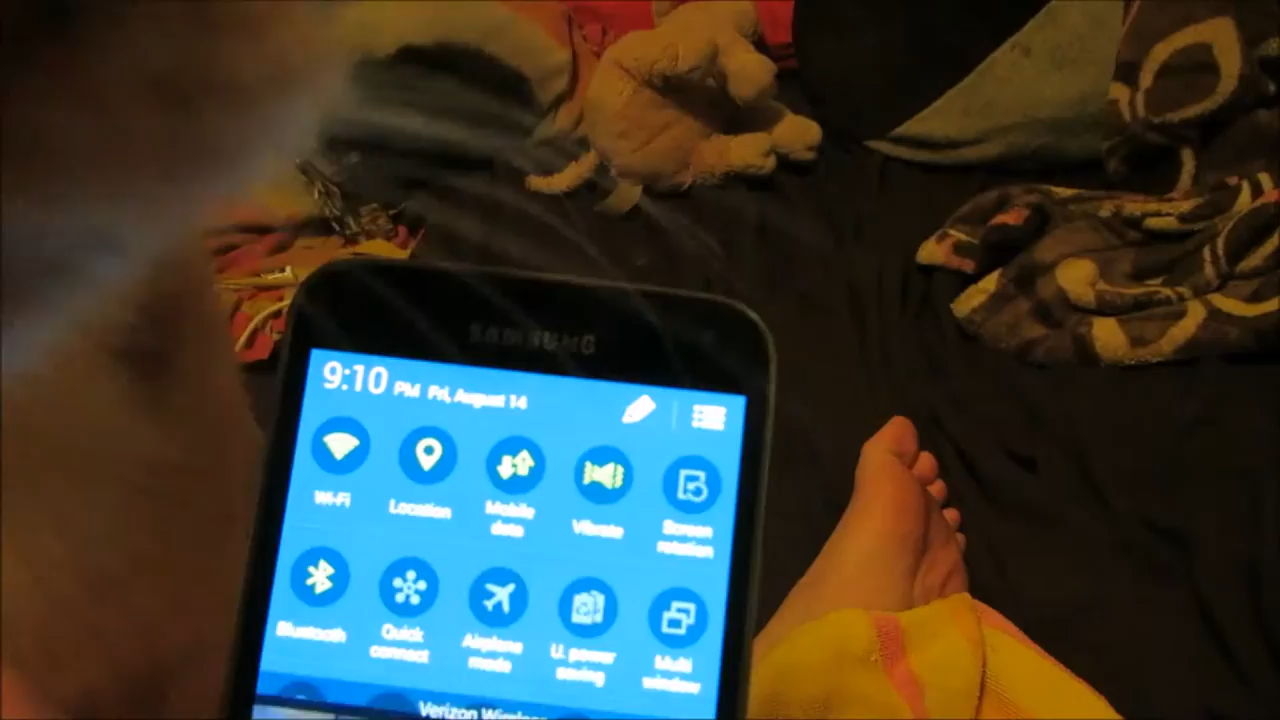 SAMSUNG
9:10 PM Fri, August 14
Wi-Fi
Location
Mobile
data
Vibrate
Screen
rotation
Bluetooth
Quick
connect
Airplane
mode
U. power
saving
Multi
window
Verizon Wireless